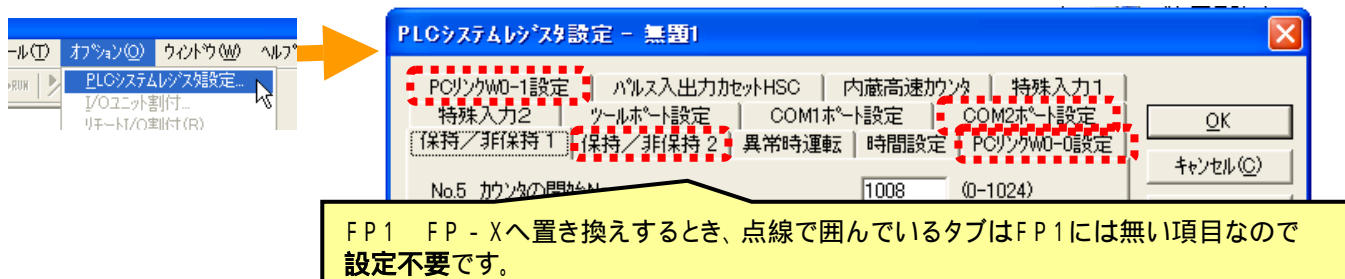 ール(T) オプション(O) ウィンドウ(W) ヘルプ
RUN
PLCシステムレジスタ設定...
I/Oユニット割付...
リモートI/O割付(R)
PLCシステムレジスタ設定 - 無題1
PCリンクW0-1設定 パルス入出力カセットHSC 内蔵高速カウンタ 特殊入力1
特殊入力2 ツールポート設定 COM1ポート設定 COM2ポート設定
保持/非保持 1 保持/非保持 2 異常時運転 時間設定 PCリンクW0-0設定
OK
キャンセル(C)
No.5 カウンタの開始N 1008 (0-1024)
FP1 FP-Xへ置き換えするとき、点線で囲んでいるタブはFP1には無い項目なので
設定不要です。